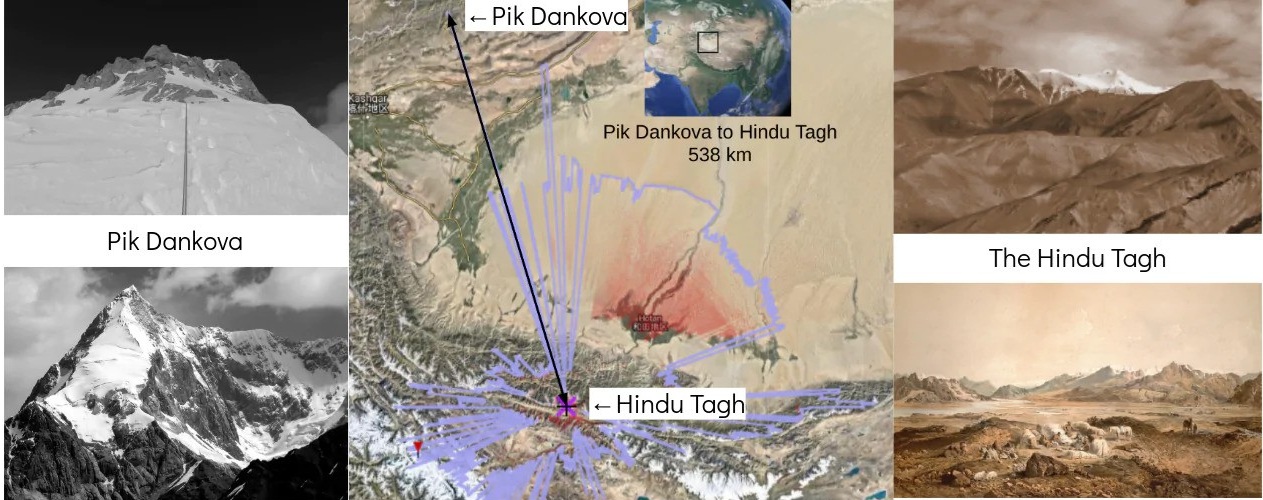 ←Pik Dankova
Kashgar
Pik Dankova to Hindu Tagh
538 km
Pik Dankova
The Hindu Tagh
Hotan
←Hindu Tagh